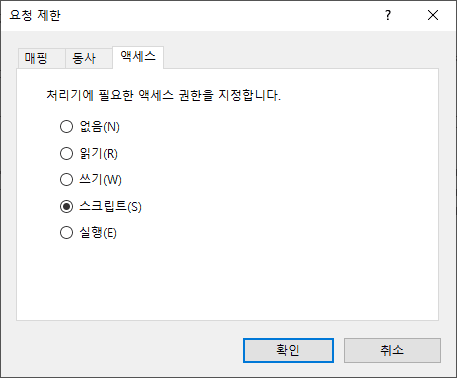 요청 제한
?
매핑 동사 액세스
처리기에 필요한 액세스 권한을 지정합니다.
없음(N)
읽기(R)
쓰기(W)
스크립트(S)
실행(E)
확인 취소